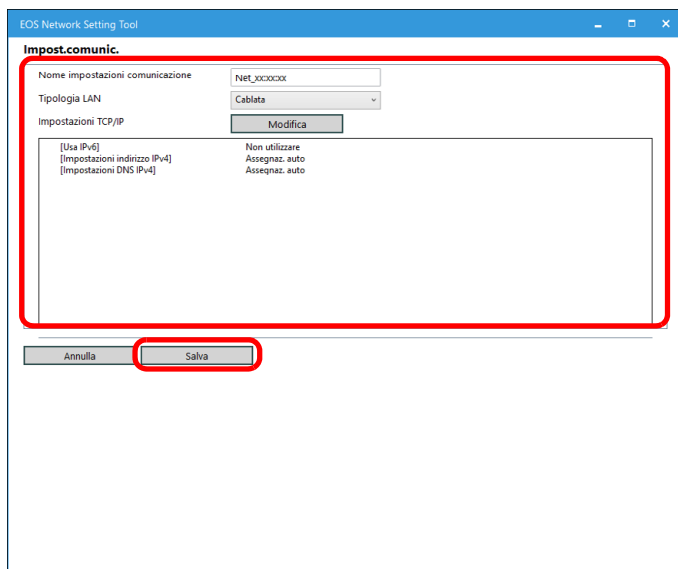 EOS Network Setting Tool
Impost.comunic.
Nome impostazioni comunicazione Net_xx:xx:xx
Tipologia LAN Cablata
Impostazioni TCP/IP Modifica
[Usa IPv6] Non utilizzare
[Impostazioni indirizzo IPv4] Assegnaz. auto
[Impostazioni DNS IPv4] Assegnaz. auto
Annulla Salva